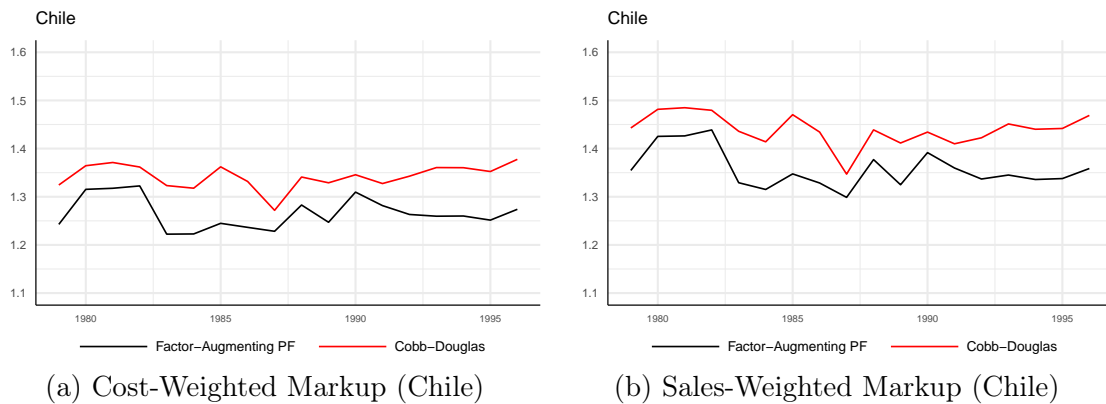 Chile
1.6
1.5
1.4
1.3
1.2
1.1
1980
1985
1990
1995
Factor-Augmenting PF
Cobb-Douglas
(a) Cost-Weighted Markup (Chile)
Chile
1.6
1.5
1.4
1.3
1.2
1.1
1980
1985
1990
1995
Factor-Augmenting PF
Cobb-Douglas
(b) Sales-Weighted Markup (Chile)